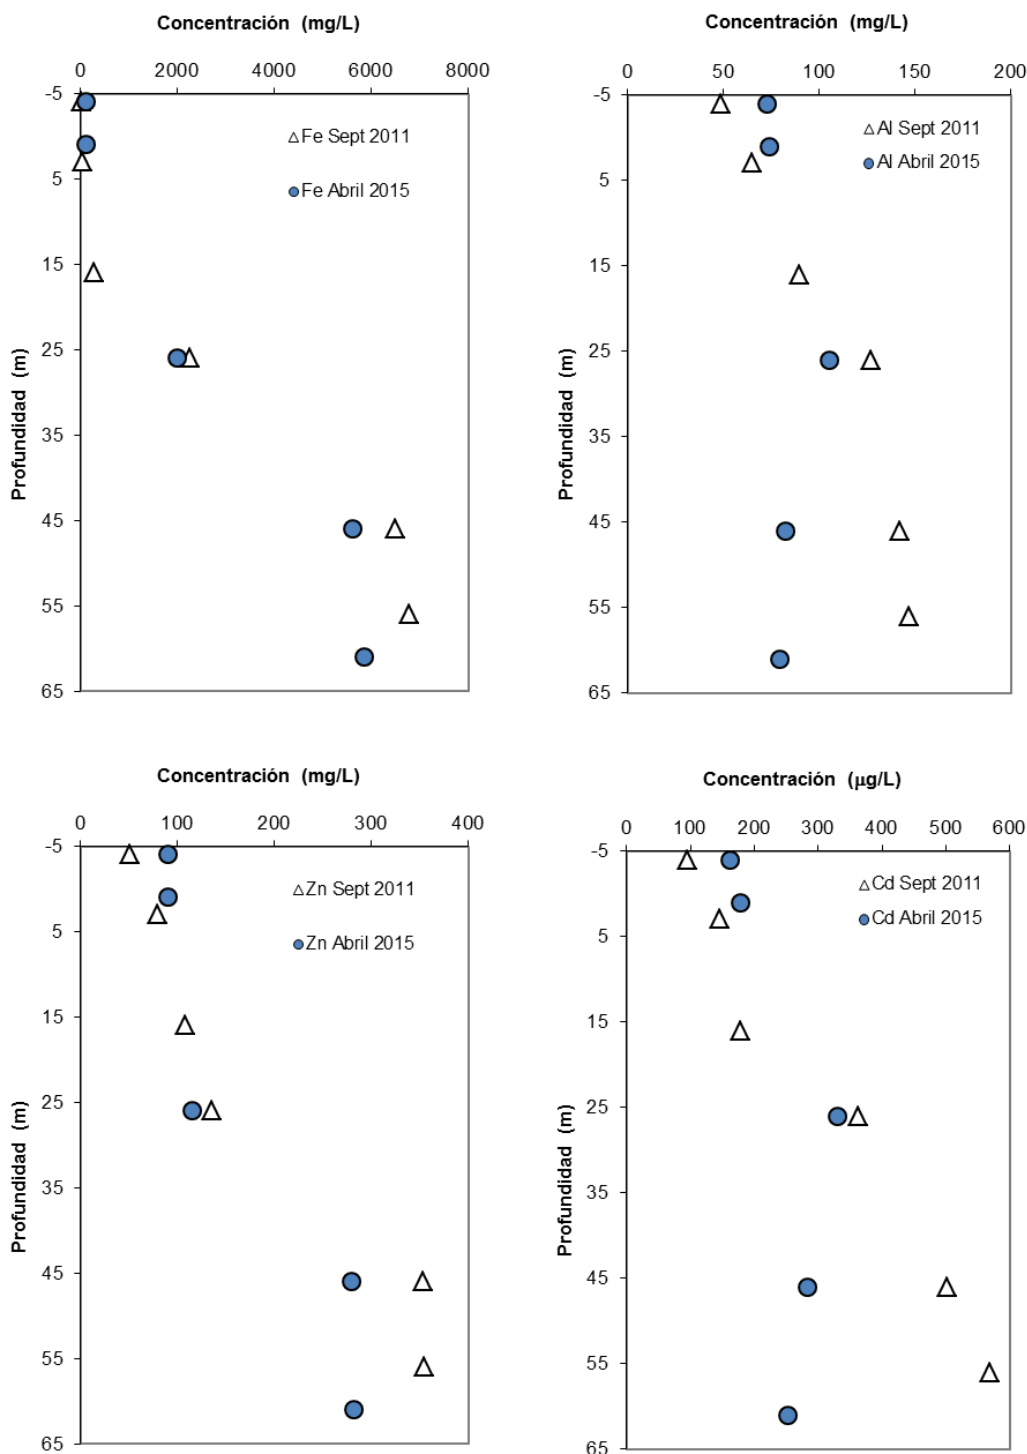 Concentración (mg/L)
0 2000 4000 6000 8000
-5
5
15
25
35
45
55
65
Profundidad (m)
Fe Sept 2011
Fe Abril 2015
Concentración (mg/L)
0 50 100 150 200
-5
5
15
25
35
45
55
65
Profundidad (m)
Al Sept 2011
Al Abril 2015
Concentración (mg/L)
0 100 200 300 400
-5
5
15
25
35
45
55
65
Profundidad (m)
Zn Sept 2011
Zn Abril 2015
Concentración (µg/L)
0 100 200 300 400 500 600
-5
5
15
25
35
45
55
65
Profundidad (m)
Cd Sept 2011
Cd Abril 2015